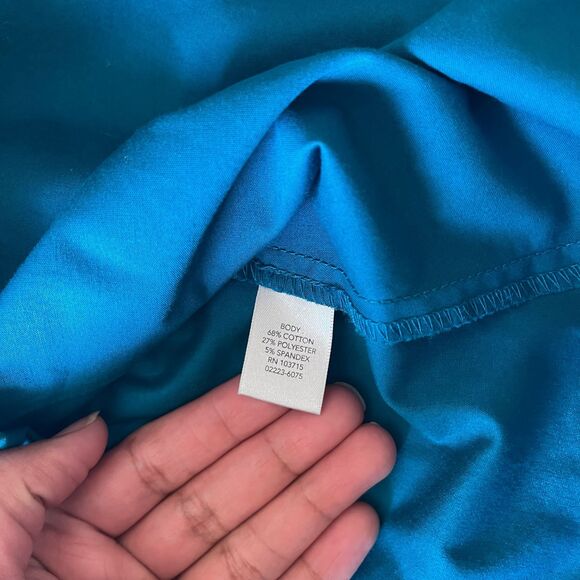 BODY
68% COTTON
27% POLYESTER
5% SPANDEX
RN 103715
02223-6075